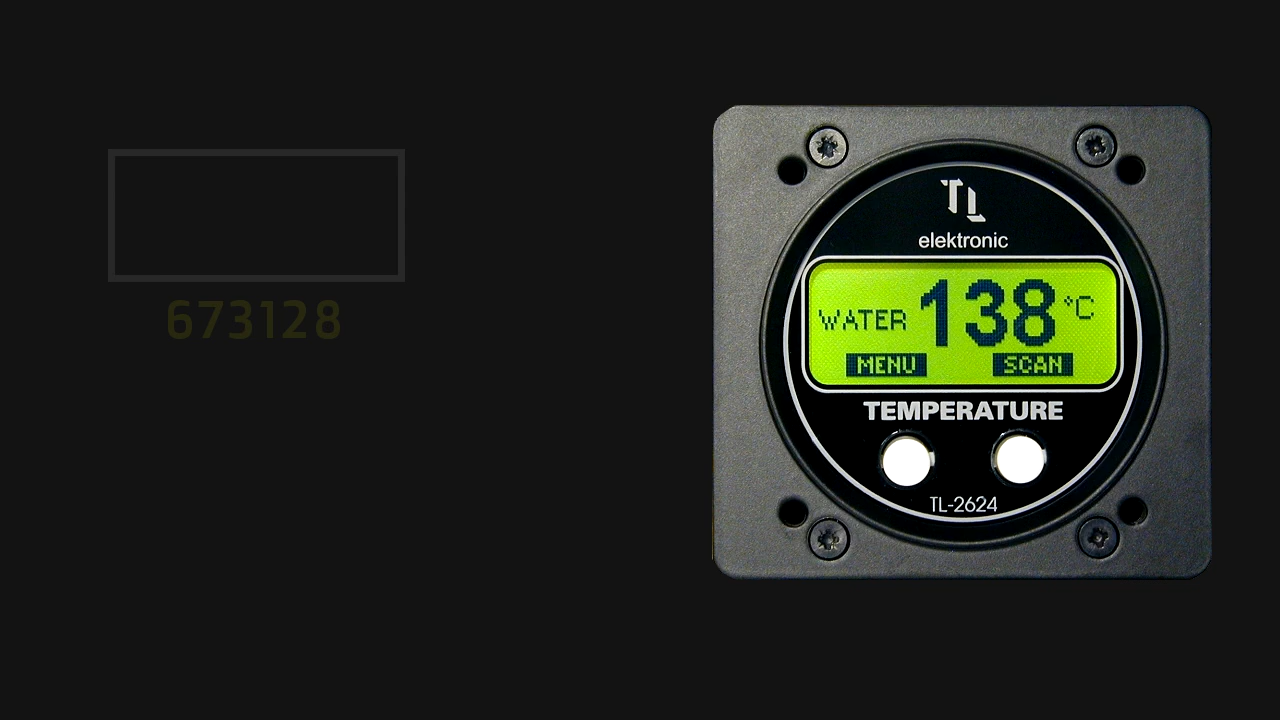 673128
TL
elektronic
WATER 138 °C
MENU SCAN
TEMPERATURE
TL-2624